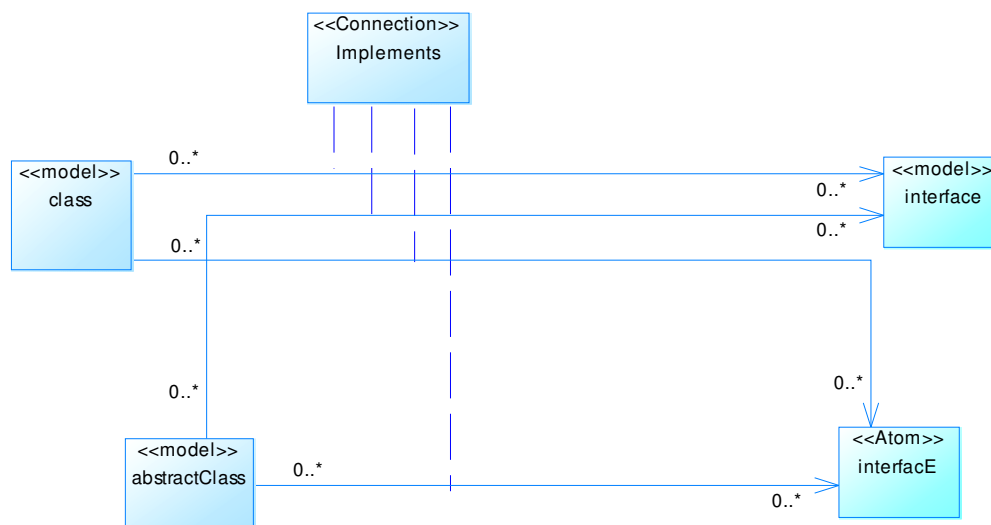 <<Connection>>
Implements
0..*
<<model>>
class
<<model>>
interface
0..*
0..*
0..*
0..*
0..*
<<model>>
abstractClass
0..*
0..*
<<Atom>>
interfacE